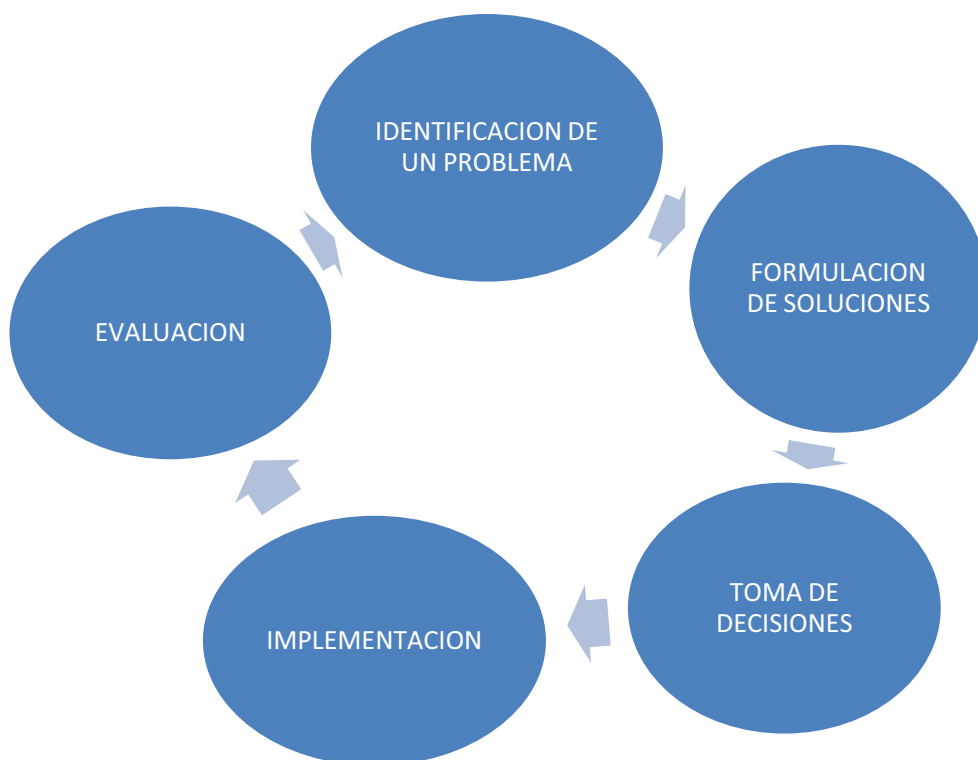 IDENTIFICACION DE
UN PROBLEMA
FORMULACION
DE SOLUCIONES
TOMA DE
DECISIONES
IMPLEMENTACION
EVALUACION